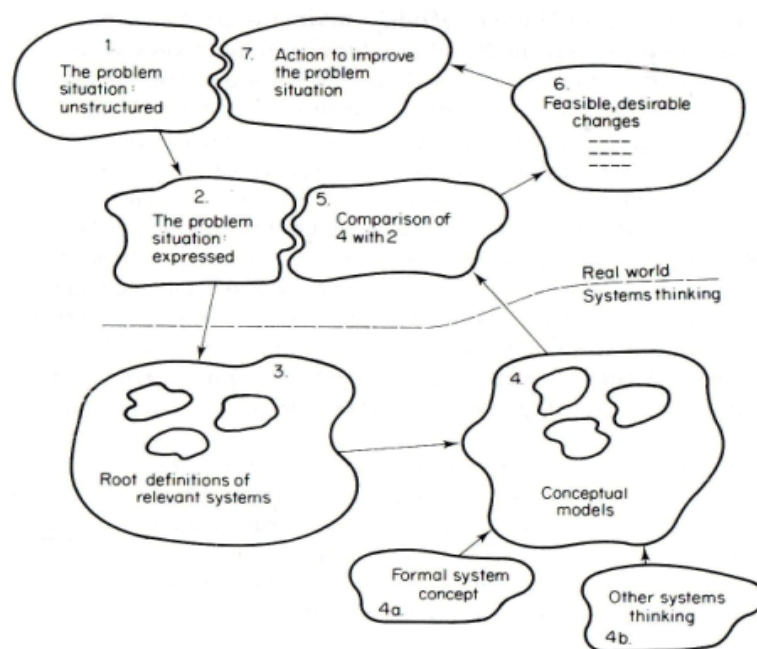 1.
The problem
situation:
unstructured
7. Action to improve
the problem
situation
6.
Feasible, desirable
changes
2.
The problem
situation:
expressed
5.
Comparison of
4 with 2
Real world
Systems thinking
3.
Root definitions of
relevant systems
4.
Conceptual
models
Formal system
concept
4a.
Other systems
thinking
4b.